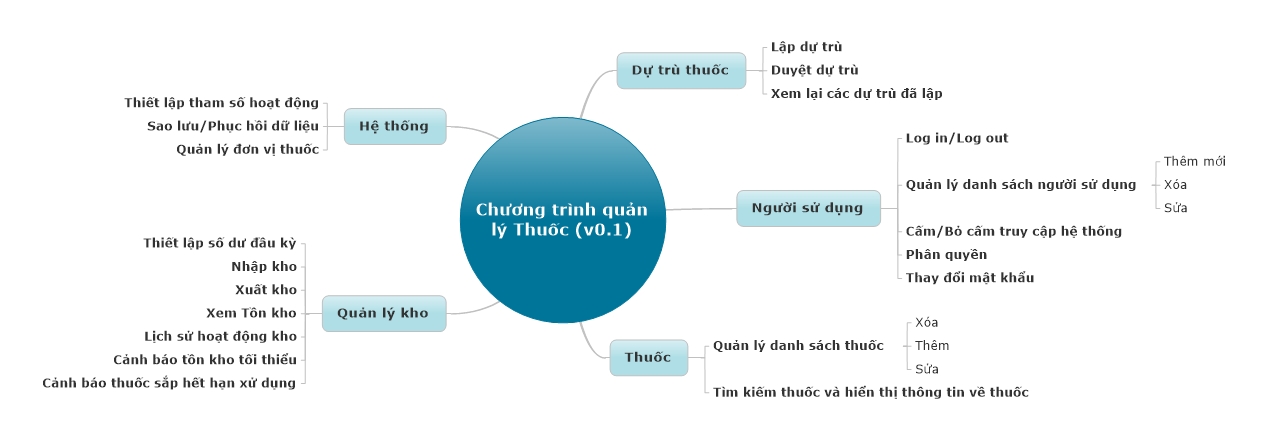 Chương trình quản
lý Thuốc (v0.1)
Dự trù thuốc
Lập dự trù
Duyệt dự trù
Xem lại các dự trù đã lập
Người sử dụng
Log in/Log out
Quản lý danh sách người sử dụng
Thêm mới
Xóa
Sửa
Cấm/Bỏ cấm truy cập hệ thống
Phân quyền
Thay đổi mật khẩu
Thuốc
Quản lý danh sách thuốc
Xóa
Thêm
Sửa
Tìm kiếm thuốc và hiển thị thông tin về thuốc
Hệ thống
Thiết lập tham số hoạt động
Sao lưu/Phục hồi dữ liệu
Quản lý đơn vị thuốc
Quản lý kho
Thiết lập số dư đầu kỳ
Nhập kho
Xuất kho
Xem Tồn kho
Lịch sử hoạt động kho
Cảnh báo tồn kho tối thiểu
Cảnh báo thuốc sắp hết hạn xử dụng